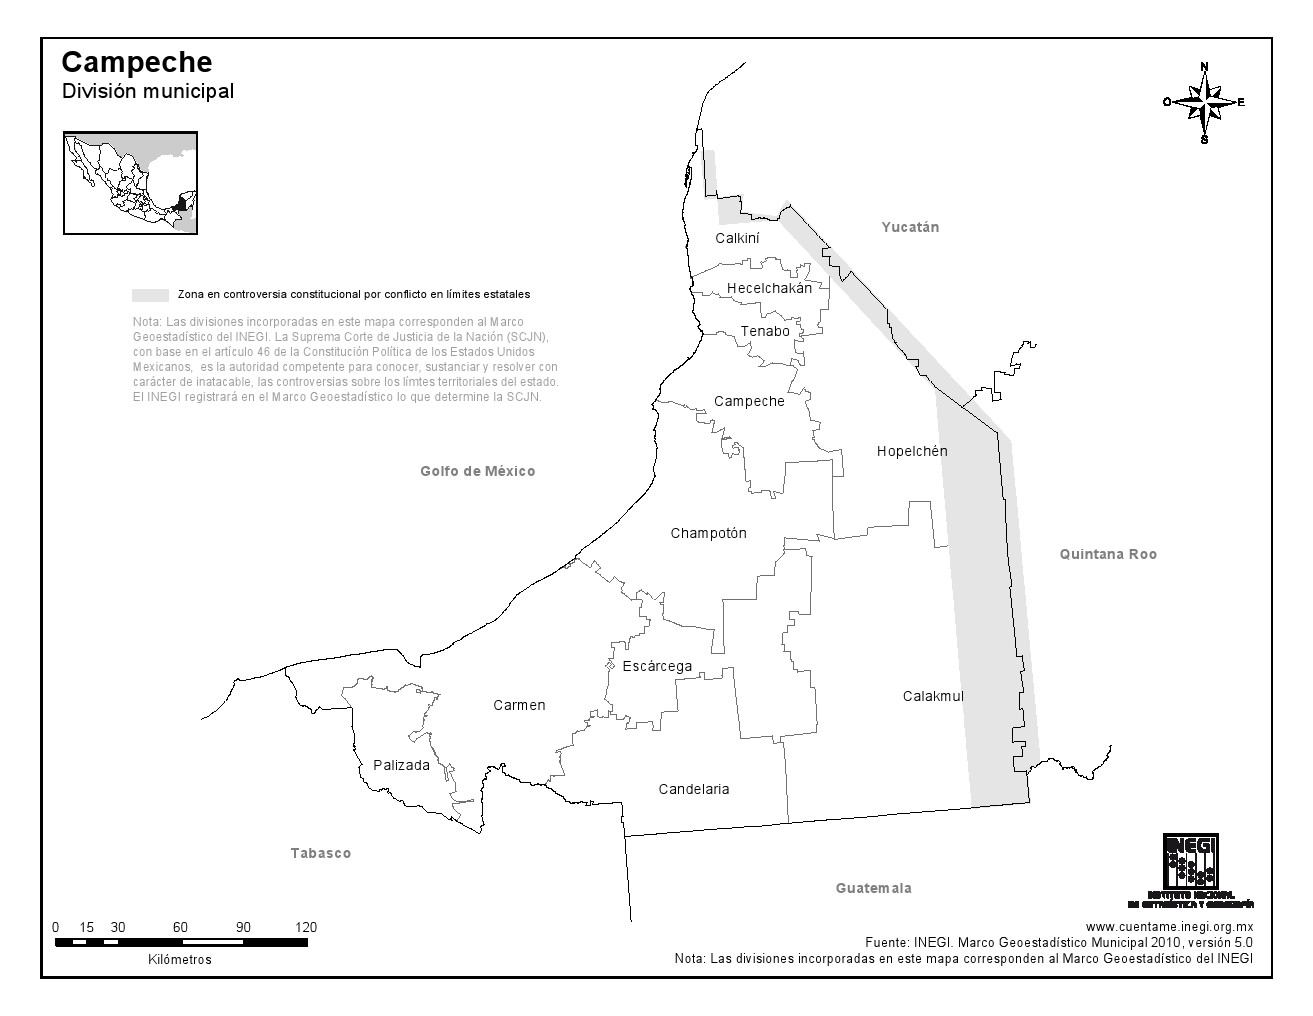 Campeche
División municipal
N
O
E
S
Yucatán
Calkiní
Hecelchakán
Zona en controversia constitucional por conflicto en límites estatales
Nota: Las divisiones incorporadas en este mapa corresponden al Marco
Geoestadístico del INEGI. La Suprema Corte de Justicia de la Nación (SCJN),
con base en el artículo 46 de la Constitución Política de los Estados Unidos
Mexicanos, es la autoridad competente para conocer, sustanciar y resolver con
carácter de inatacable, las controversias sobre los límtes territoriales del estado.
El INEGI registrará en el Marco Geoestadístico lo que determine la SCJN.
Tenabo
Campeche
Hopelchén
Golfo de México
Champotón
Quintana Roo
Escárcega
Carmen
Calakmul
Palizada
Candelaria
Tabasco
Guatemala
INEGI
INSTITUTO NACIONAL
DE ESTADÍSTICA Y GEOGRAFÍA
0 15 30 60 90 120
Kilómetros
www.cuentame.inegi.org.mx
Fuente: INEGI. Marco Geoestadístico Municipal 2010, versión 5.0
Nota: Las divisiones incorporadas en este mapa corresponden al Marco Geoestadístico del INEGI